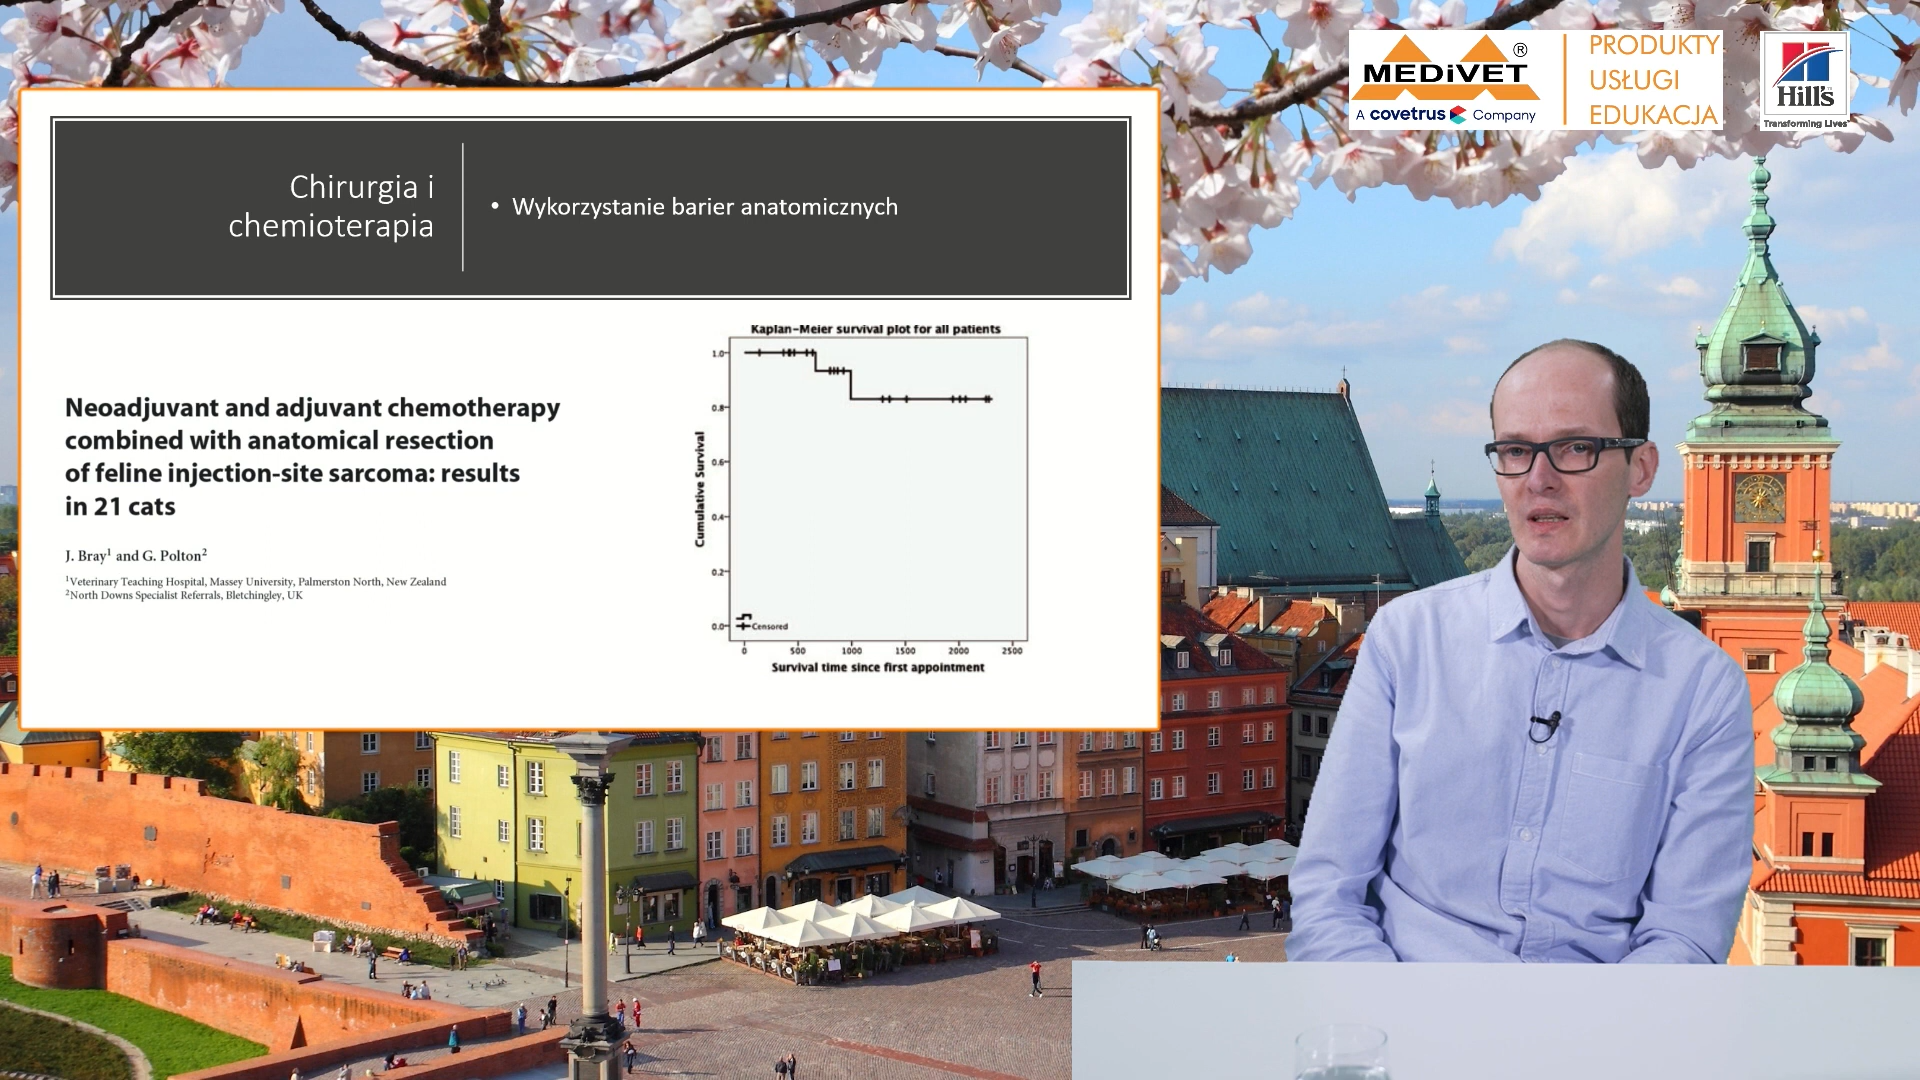 Chirurgia i
chemioterapia
• Wykorzystanie barier anatomicznych
Neoadjuvant and adjuvant chemotherapy
combined with anatomical resection
of feline injection-site sarcoma: results
in 21 cats
J. Bray¹ and G. Polton²
¹Veterinary Teaching Hospital, Massey University, Palmerston North, New Zealand
²North Downs Specialist Referrals, Bletchingley, UK
Kaplan-Meier survival plot for all patients
Cumulative Survival
1.0
0.8
0.6
0.4
0.2
0.0
Censored
0 500 1000 1500 2000 2500
Survival time since first appointment
MEDiVET®
A covetrus Company
PRODUKTY
USŁUGI
EDUKACJA
Hill's
Transforming Lives